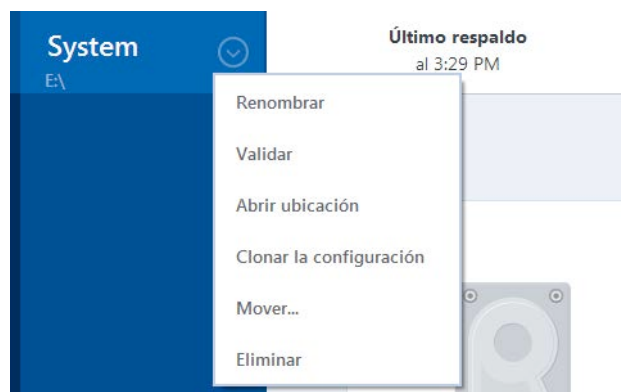 System
E:\
Último respaldo
al 3:29 PM
Renombrar
Validar
Abrir ubicación
Clonar la configuración
Mover...
Eliminar